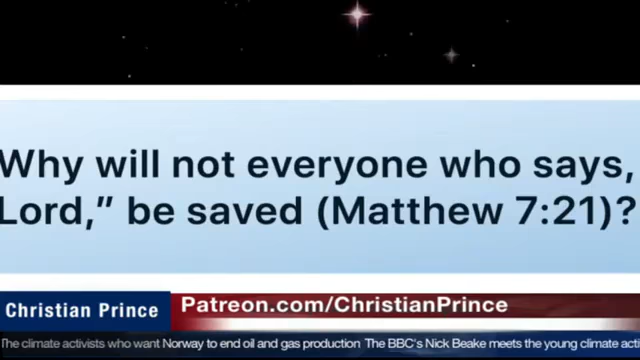 Why will not everyone who says,
Lord,” be saved (Matthew 7:21)?
Christian Prince
Patreon.com/ChristianPrince
The climate activists who want Norway to end oil and gas production The BBC's Nick Beake meets the young climate acti